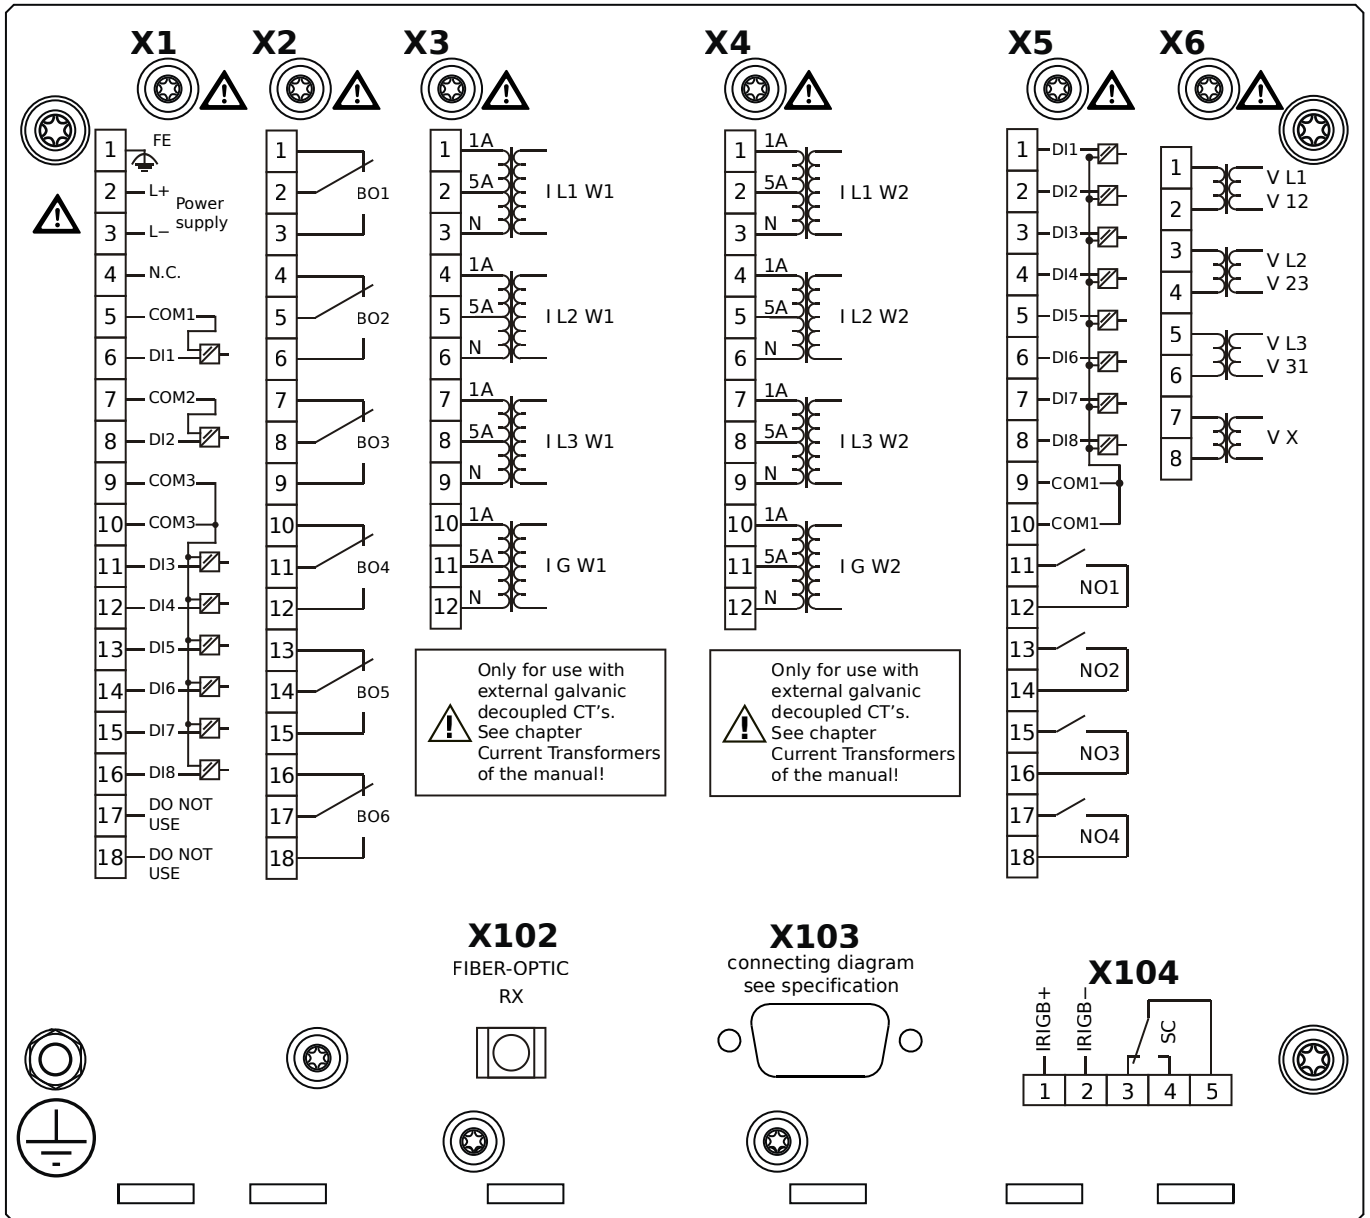 X1
X2
X3
X4
X5
X6
1 FE
2 L+
Power
supply
3 L−
4 N.C.
5 COM1
6 DI1
7 COM2
8 DI2
9 COM3
10 COM3
11 DI3
12 DI4
13 DI5
14 DI6
15 DI7
16 DI8
17 DO NOT
USE
18 DO NOT
USE
1
2 BO1
3
4
5 BO2
6
7
8 BO3
9
10
11 BO4
12
13
14 BO5
15
16
17 BO6
18
1 1A
2 5A I L1 W1
3 N
4 1A
5 5A I L2 W1
6 N
7 1A
8 5A I L3 W1
9 N
10 1A
11 5A I G W1
12 N
Only for use with
external galvanic
decoupled CT's.
See chapter
Current Transformers
of the manual!
1 1A
2 5A I L1 W2
3 N
4 1A
5 5A I L2 W2
6 N
7 1A
8 5A I L3 W2
9 N
10 1A
11 5A I G W2
12 N
Only for use with
external galvanic
decoupled CT's.
See chapter
Current Transformers
of the manual!
1 DI1
2 DI2
3 DI3
4 DI4
5 DI5
6 DI6
7 DI7
8 DI8
9 COM1
10 COM1
11
NO1
12
13
NO2
14
15
NO3
16
17
NO4
18
1 V L1
2 V 12
3 V L2
4 V 23
5 V L3
6 V 31
7
V X
8
X102
FIBER-OPTIC
RX
X103
connecting diagram
see specification
X104
IRIGB+
IRIGB−
SC
1 2 3 4 5